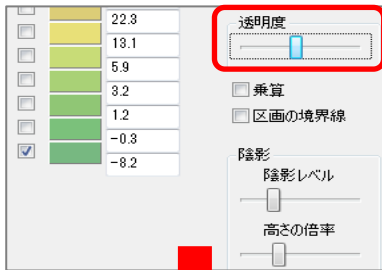 22.3
13.1
5.9
3.2
1.2
-0.3
-8.2
透明度
乗算
区画の境界線
陰影
陰影レベル
高さの倍率